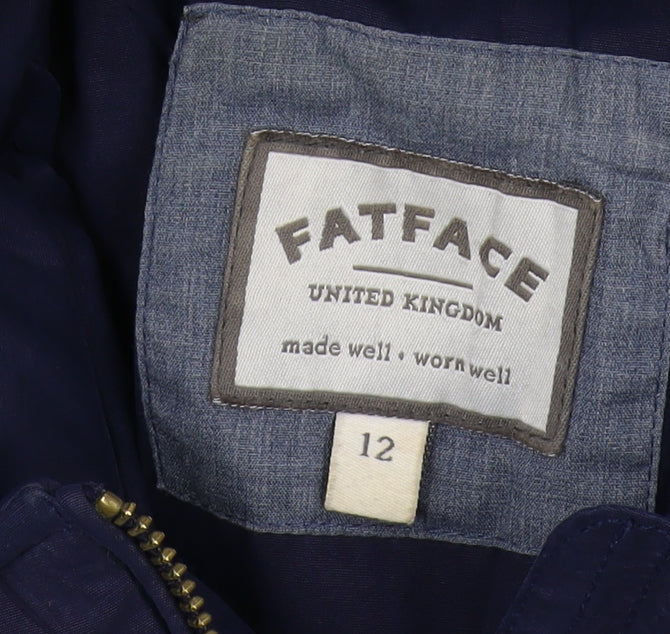 FATFACE
UNITED KINGDOM
made well • worn well
12